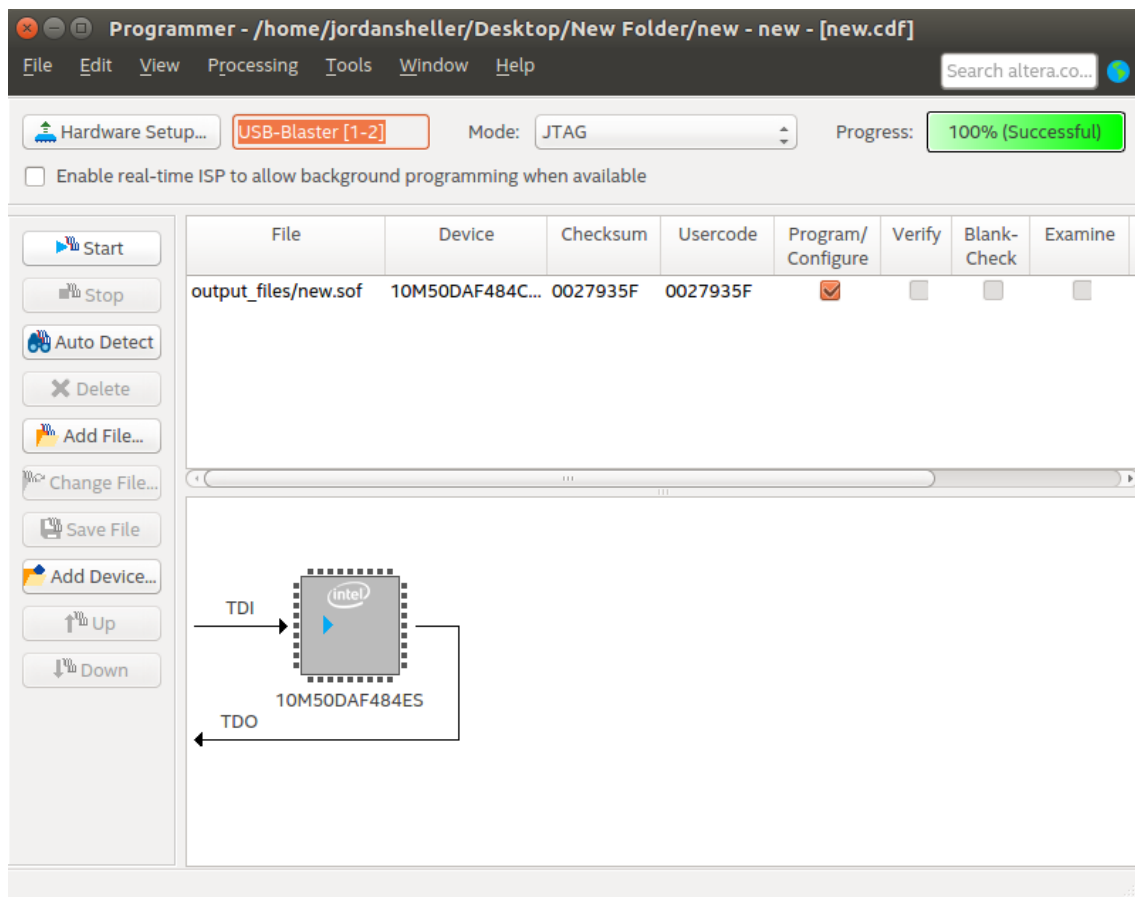 Programmer - /home/jordansheller/Desktop/New Folder/new - new - [new.cdf]
File Edit View Processing Tools Window Help
Search altera.co...
Hardware Setup... USB-Blaster [1-2] Mode: JTAG Progress: 100% (Successful)
Enable real-time ISP to allow background programming when available
Start
Stop
Auto Detect
Delete
Add File...
Change File...
Save File
Add Device...
Up
Down
File Device Checksum Usercode Program/ Verify Blank- Examine
Configure Check
output_files/new.sof 10M50DAF484C... 0027935F 0027935F
intel
TDI
10M50DAF484ES
TDO